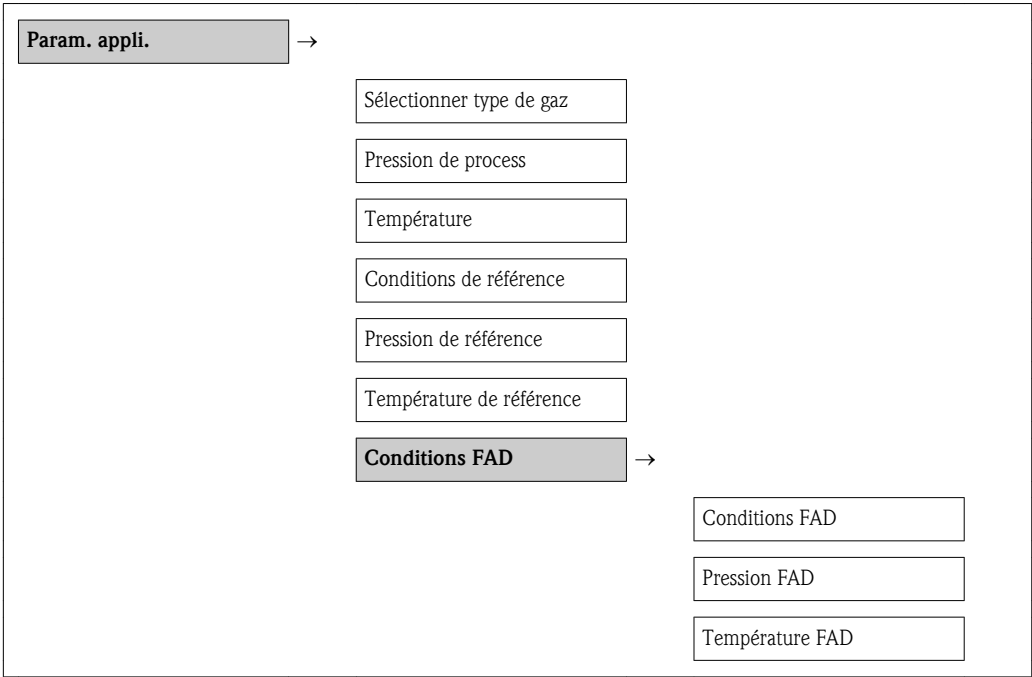 Param. appli. →
Sélectionner type de gaz
Pression de process
Température
Conditions de référence
Pression de référence
Température de référence
Conditions FAD →
Conditions FAD
Pression FAD
Température FAD